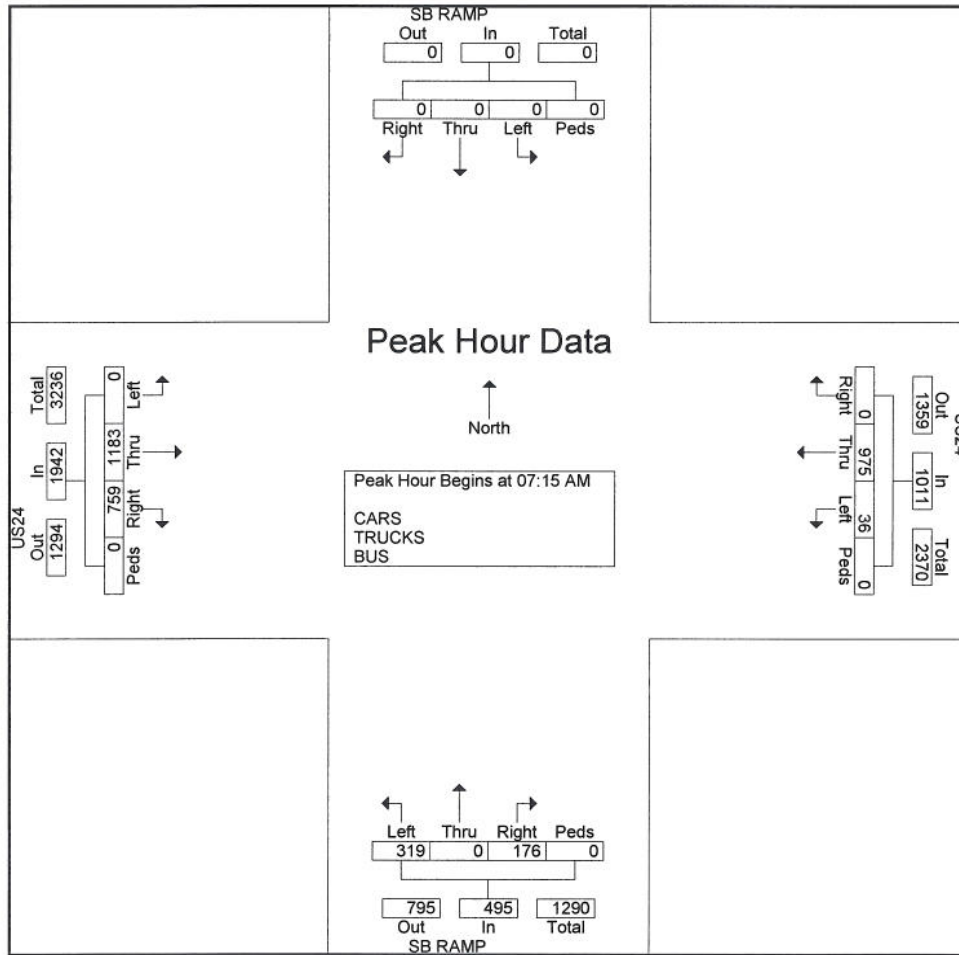 SB RAMP
Out In Total
0 0 0
0 0 0 0
Right Thru Left Peds
Peak Hour Data
North
Peak Hour Begins at 07:15 AM
CARS
TRUCKS
BUS
US24
Out In Total
1294 1942 3236
Peds Right Thru Left
0 759 1183 0
US24
Out In Total
1359 1011 2370
0 975 36 0
Right Thru Left Peds
Left Thru Right Peds
319 0 176 0
795 495 1290
Out In Total
SB RAMP